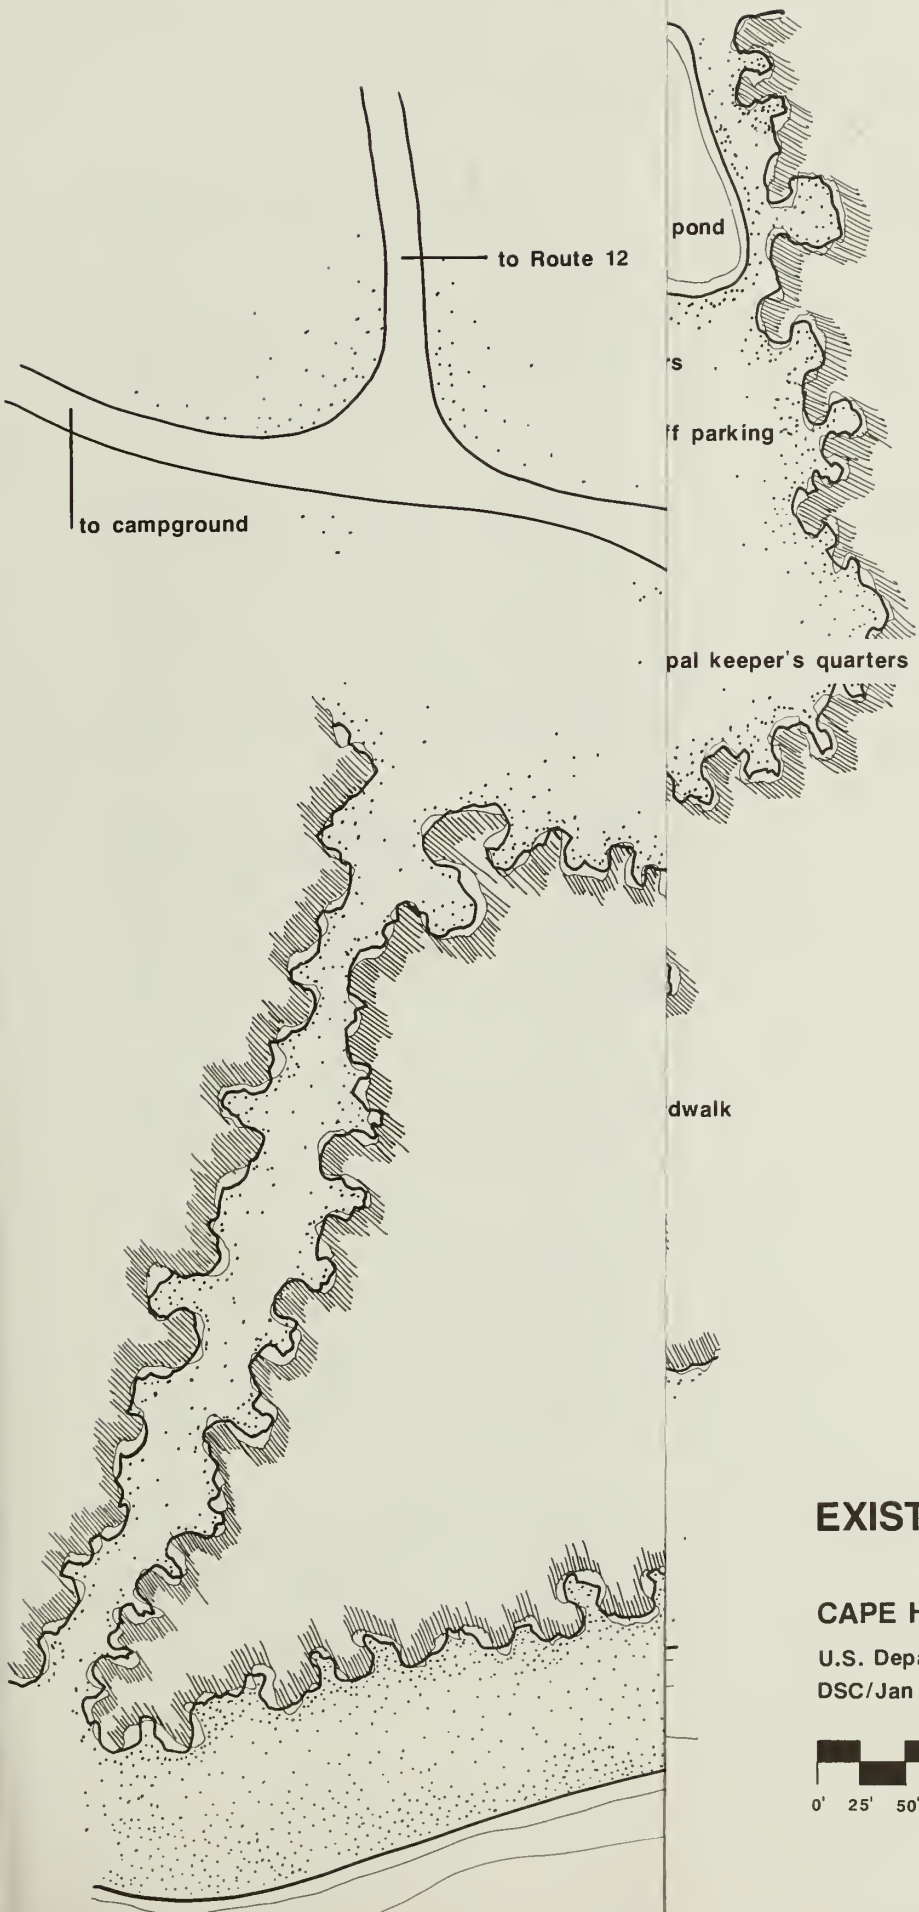 pond
to Route 12
rs
ff parking
to campground
pal keeper's quarters
dwalk
EXIST
CAPE H
U.S. Depa
DSC/Jan
0' 25' 50'